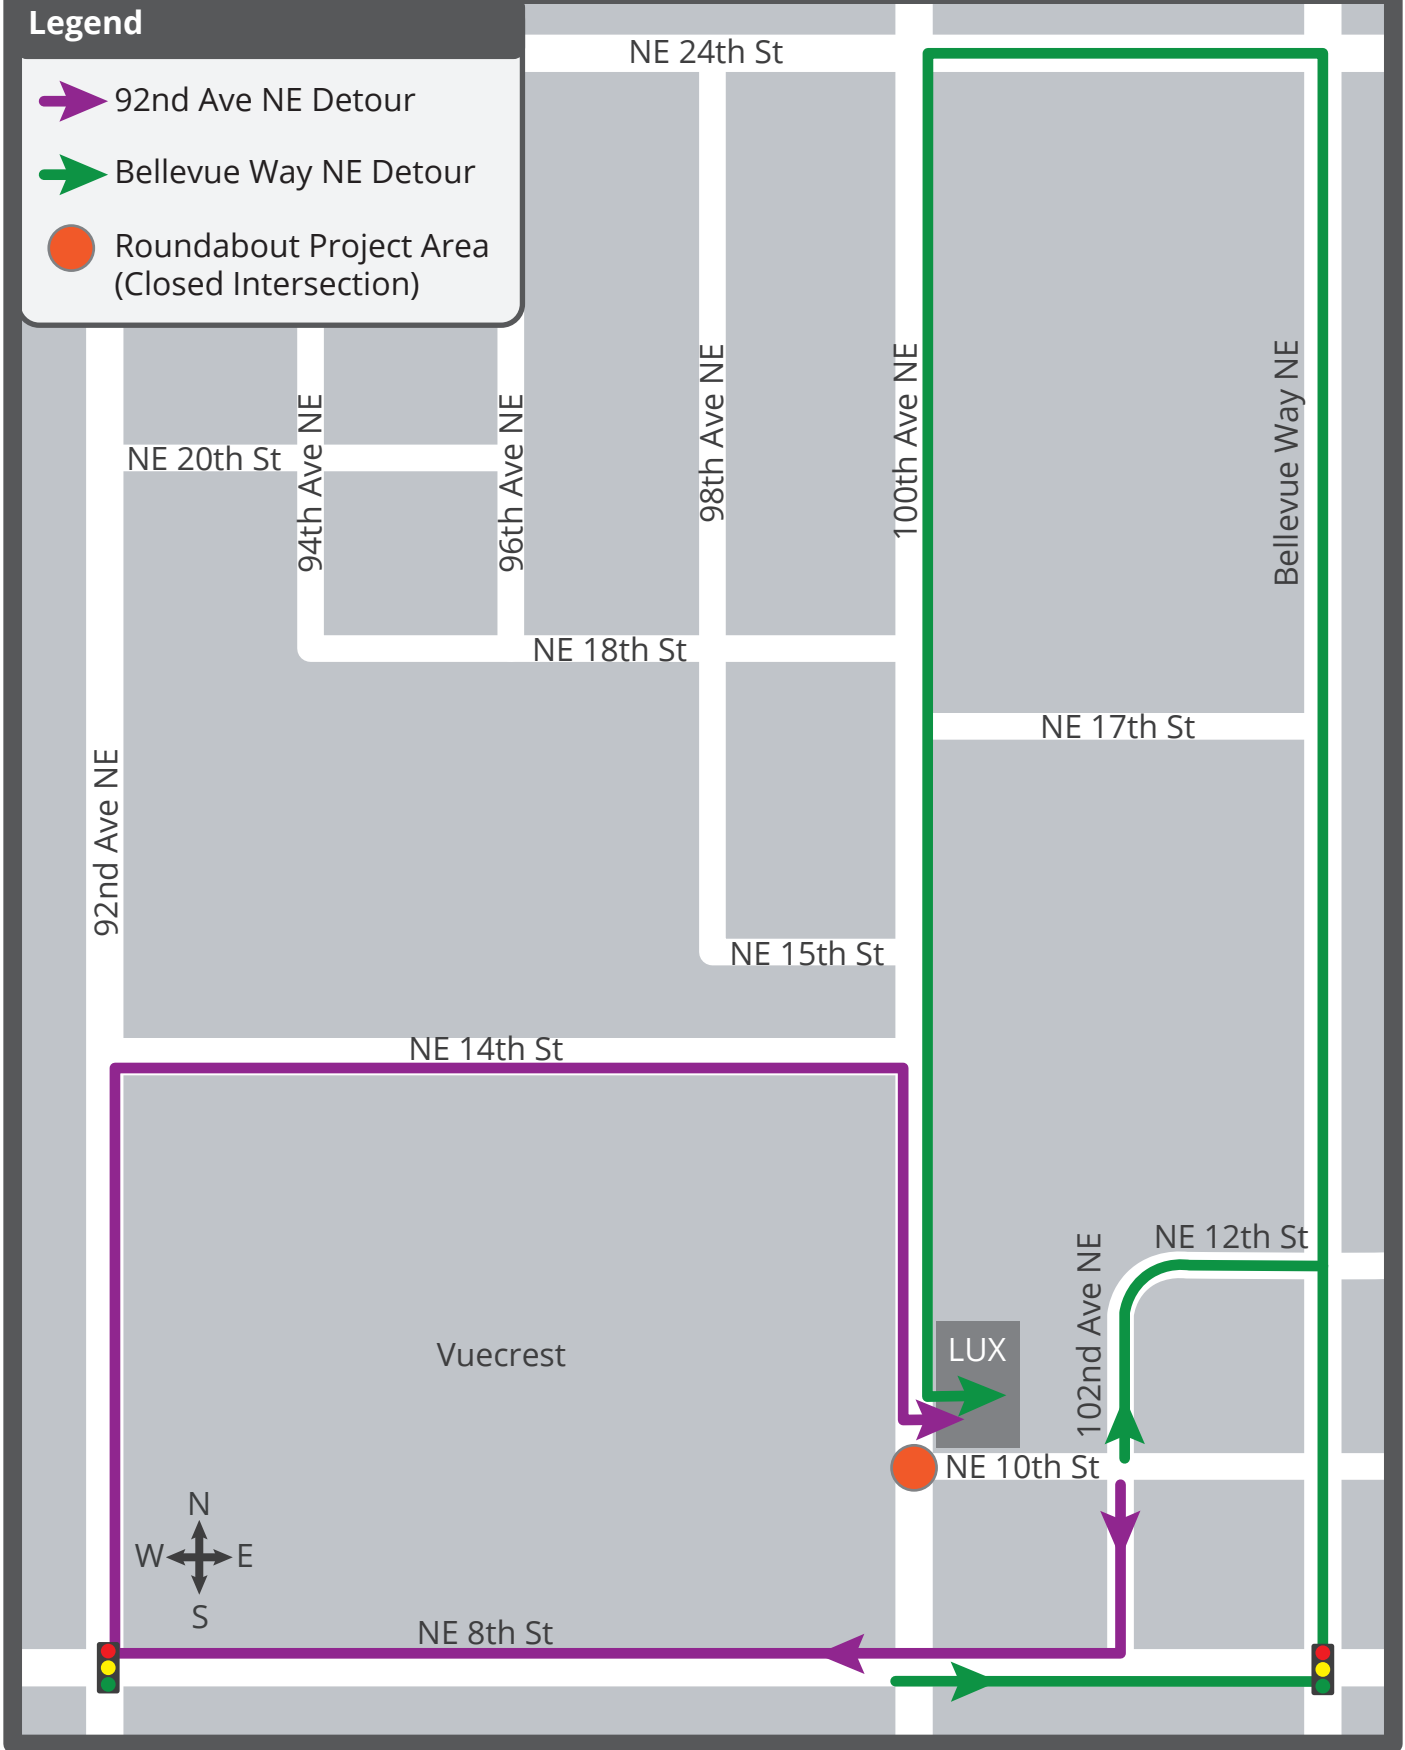 Legend
92nd Ave NE Detour
Bellevue Way NE Detour
Roundabout Project Area
(Closed Intersection)
NE 24th St
98th Ave NE
100th Ave NE
Bellevue Way NE
94th Ave NE
96th Ave NE
NE 20th St
NE 18th St
NE 17th St
92nd Ave NE
NE 15th St
NE 14th St
NE 12th St
102nd Ave NE
LUX
Vuecrest
NE 10th St
N
W
E
S
NE 8th St